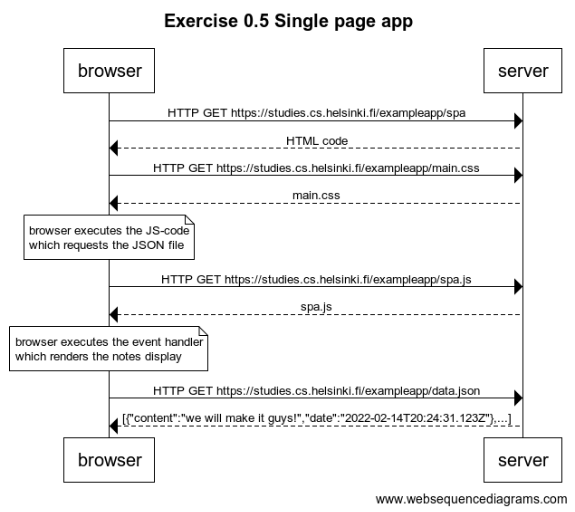 Exercise 0.5 Single page app
browser
server
HTTP GET https://studies.cs.helsinki.fi/exampleapp/spa
HTML code
HTTP GET https://studies.cs.helsinki.fi/exampleapp/main.css
main.css
browser executes the JS-code
which requests the JSON file
HTTP GET https://studies.cs.helsinki.fi/exampleapp/spa.js
spa.js
browser executes the event handler
which renders the notes display
HTTP GET https://studies.cs.helsinki.fi/exampleapp/data.json
[{"content":"we will make it guys!","date":"2022-02-14T20:24:31.123Z"},...]
browser
server
www.websequencediagrams.com